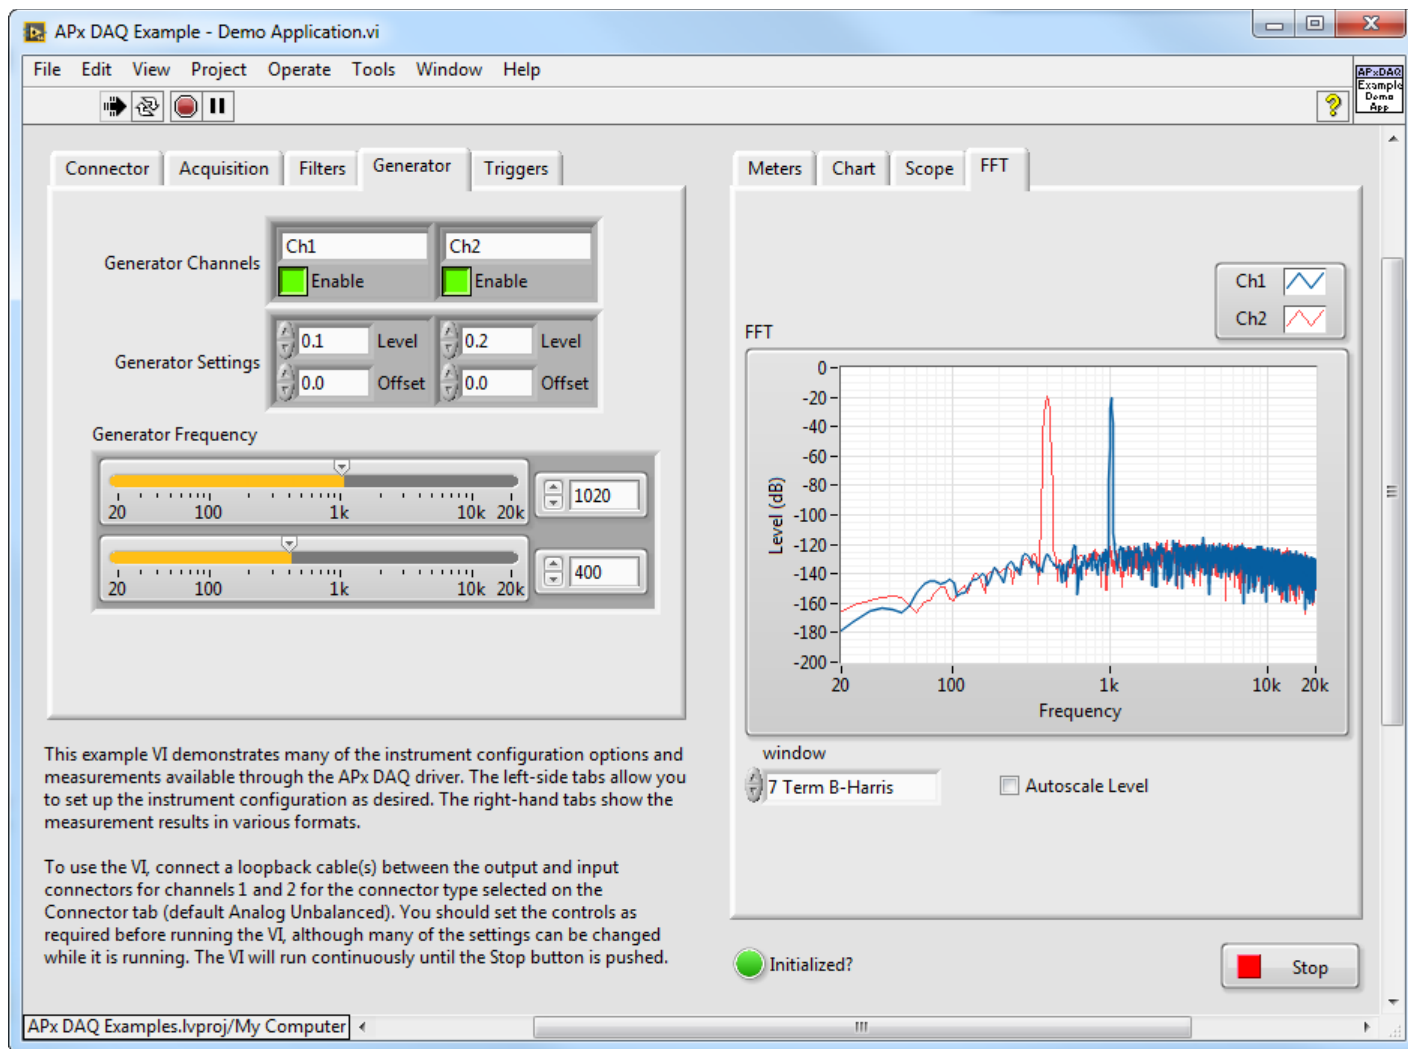 APx DAQ Example - Demo Application.vi
File Edit View Project Operate Tools Window Help
APxDAQ
Example
Demo
App
Connector Acquisition Filters Generator Triggers
Generator Channels
Ch1 Ch2
Enable Enable
Generator Settings
0.1 Level 0.2 Level
0.0 Offset 0.0 Offset
Generator Frequency
20 100 1k 10k 20k
1020
20 100 1k 10k 20k
400
This example VI demonstrates many of the instrument configuration options and
measurements available through the APx DAQ driver. The left-side tabs allow you
to set up the instrument configuration as desired. The right-hand tabs show the
measurement results in various formats.
To use the VI, connect a loopback cable(s) between the output and input
connectors for channels 1 and 2 for the connector type selected on the
Connector tab (default Analog Unbalanced). You should set the controls as
required before running the VI, although many of the settings can be changed
while it is running. The VI will run continuously until the Stop button is pushed.
Meters Chart Scope FFT
Ch1
Ch2
FFT
Level (dB)
0
-20
-40
-60
-80
-100
-120
-140
-160
-180
-200
20 100 1k 10k 20k
Frequency
window
7 Term B-Harris
Autoscale Level
Initialized?
Stop
APx DAQ Examples.lvproj/My Computer